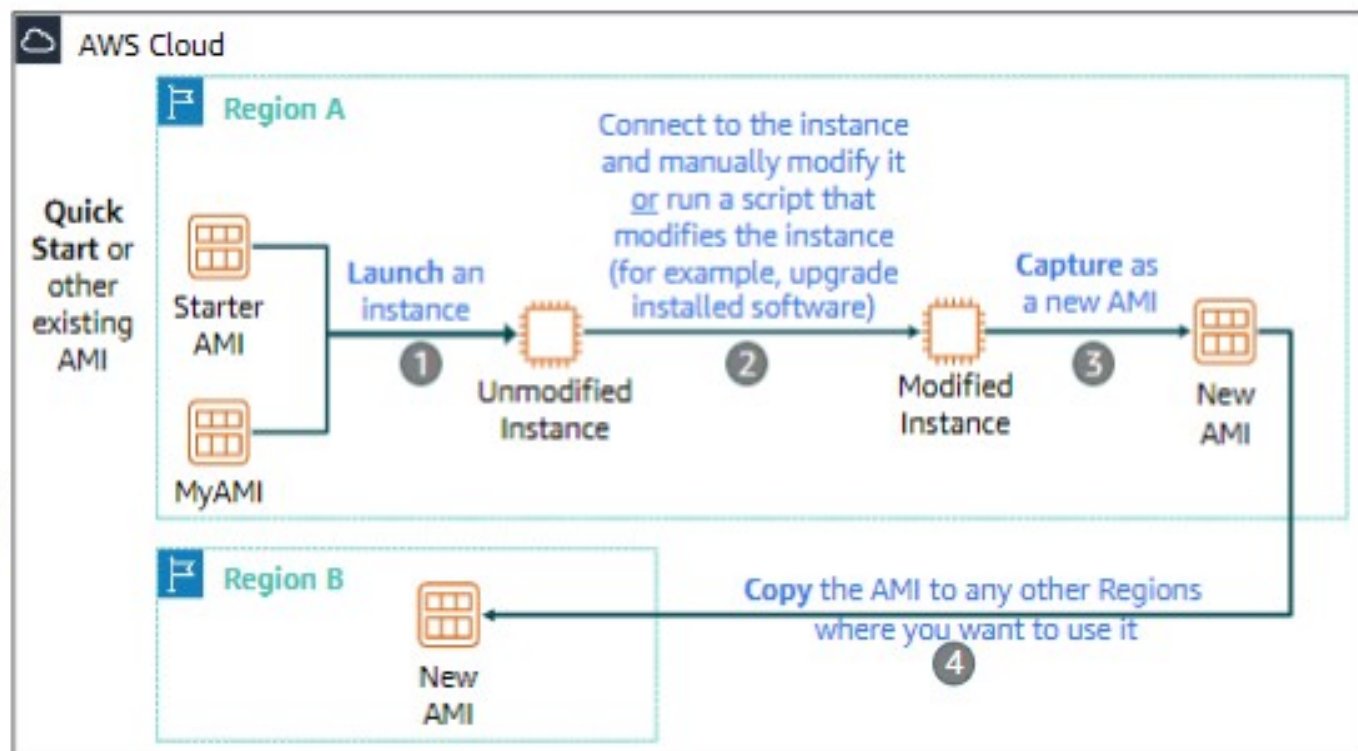 AWS Cloud
Region A
Quick
Start or
other
existing
AMI
Starter
AMI
MyAMI
Launch an
instance
1
Unmodified
Instance
Connect to the instance
and manually modify it
or run a script that
modifies the instance
(for example, upgrade
installed software)
2
Modified
Instance
Capture as
a new AMI
3
New
AMI
Region B
New
AMI
Copy the AMI to any other Regions
where you want to use it
4